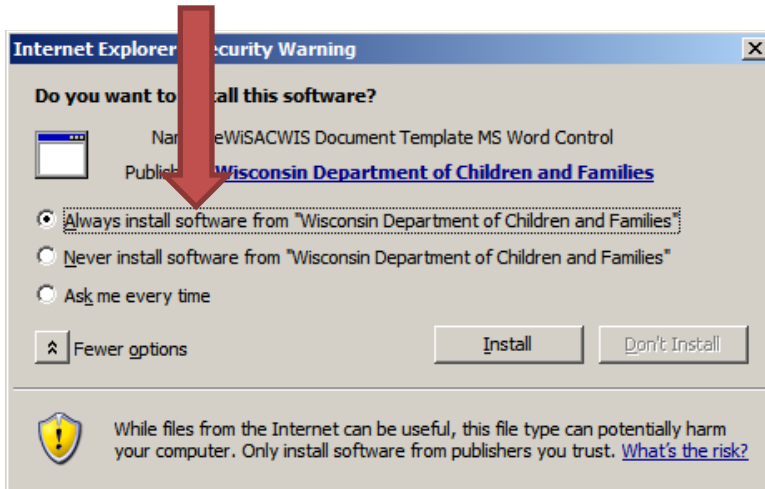 Internet Explorer ecurity Warning
Do you want to all this software?
Na eWiSACWIS Document Template MS Word Control
Publis Wisconsin Department of Children and Families
Always install software from "Wisconsin Department of Children and Families"
Never install software from "Wisconsin Department of Children and Families"
Ask me every time
Fewer options
Install
Don't Install
While files from the Internet can be useful, this file type can potentially harm
your computer. Only install software from publishers you trust. What's the risk?